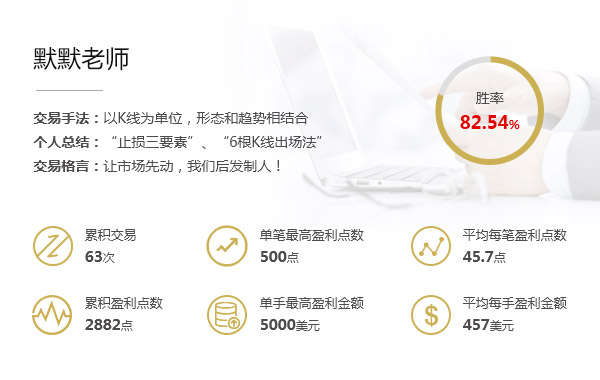 默默老师
交易手法：以K线为单位，形态和趋势相结合
个人总结：“止损三要素”、“6根K线出场法”
交易格言：让市场先动，我们后发制人！
胜率
82.54%
累积交易
63次
单笔最高盈利点数
500点
平均每笔盈利点数
45.7点
累积盈利点数
2882点
单手最高盈利金额
5000美元
平均每手盈利金额
457美元